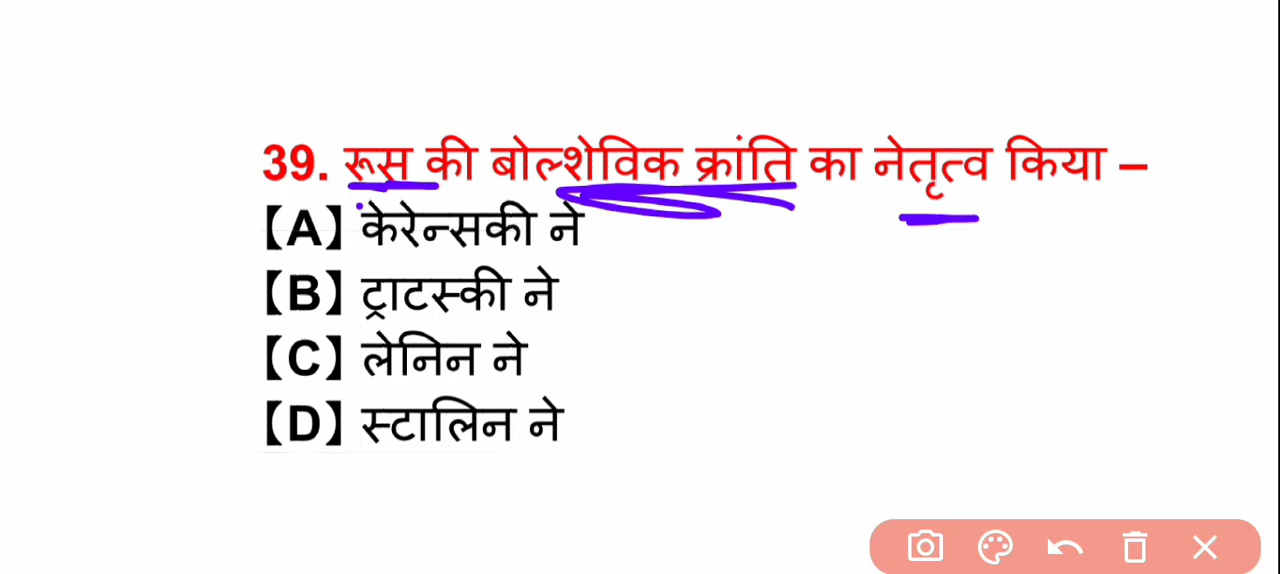 39. रूस की बोल्शेविक क्रांति का नेतृत्व किया –
【A】केरेन्सकी ने
【B】ट्राटस्की ने
【C】लेनिन ने
【D】स्टालिन ने